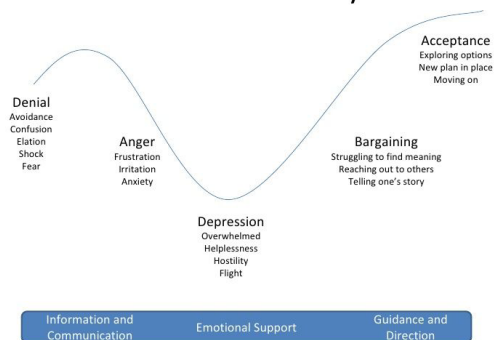 Acceptance
Exploring options
New plan in place
Moving on
Denial
Avoidance
Confusion
Elation
Shock
Fear
Anger
Frustration
Irritation
Anxiety
Bargaining
Struggling to find meaning
Reaching out to others
Telling one's story
Depression
Overwhelmed
Helplessness
Hostility
Flight
Information and
Communication
Emotional Support
Guidance and
Direction